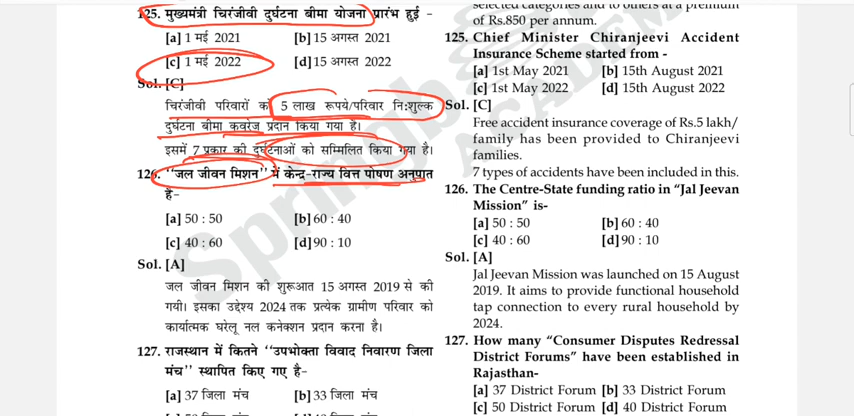 125. मुख्यमंत्री चिरंजीवी दुर्घटना बीमा योजना प्रारंभ हुई -
[a] 1 मई 2021 [b] 15 अगस्त 2021
[c] 1 मई 2022 [d] 15 अगस्त 2022
Sol. [C]
चिरंजीवी परिवारों को 5 लाख रूपये/परिवार नि:शुल्क
दुर्घटना बीमा कवरेज प्रदान किया गया है।
इसमें 7 प्रकार की दुर्घटनाओं को सम्मिलित किया गया है।
126. ‘‘जल जीवन मिशन’’ में केन्द्र-राज्य वित्त पोषण अनुपात
है-
[a] 50 : 50 [b] 60 : 40
[c] 40 : 60 [d] 90 : 10
Sol. [A]
जल जीवन मिशन की शुरूआत 15 अगस्त 2019 से की
गयी। इसका उद्देश्य 2024 तक प्रत्येक ग्रामीण परिवार को
कार्यात्मक घरेलू नल कनेक्शन प्रदान करना है।
127. राजस्थान में कितने ‘‘उपभोक्ता विवाद निवारण जिला
मंच’’ स्थापित किए गए है-
[a] 37 जिला मंच [b] 33 जिला मंच
selected categories and to others at a premium
of Rs.850 per annum.
125. Chief Minister Chiranjeevi Accident
Insurance Scheme started from -
[a] 1st May 2021 [b] 15th August 2021
[c] 1st May 2022 [d] 15th August 2022
Sol. [C]
Free accident insurance coverage of Rs.5 lakh/
family has been provided to Chiranjeevi
families.
7 types of accidents have been included in this.
126. The Centre-State funding ratio in “Jal Jeevan
Mission” is-
[a] 50 : 50 [b] 60 : 40
[c] 40 : 60 [d] 90 : 10
Sol. [A]
Jal Jeevan Mission was launched on 15 August
2019. It aims to provide functional household
tap connection to every rural household by
2024.
127. How many “Consumer Disputes Redressal
District Forums” have been established in
Rajasthan-
[a] 37 District Forum [b] 33 District Forum
[c] 50 District Forum [d] 40 District Forum